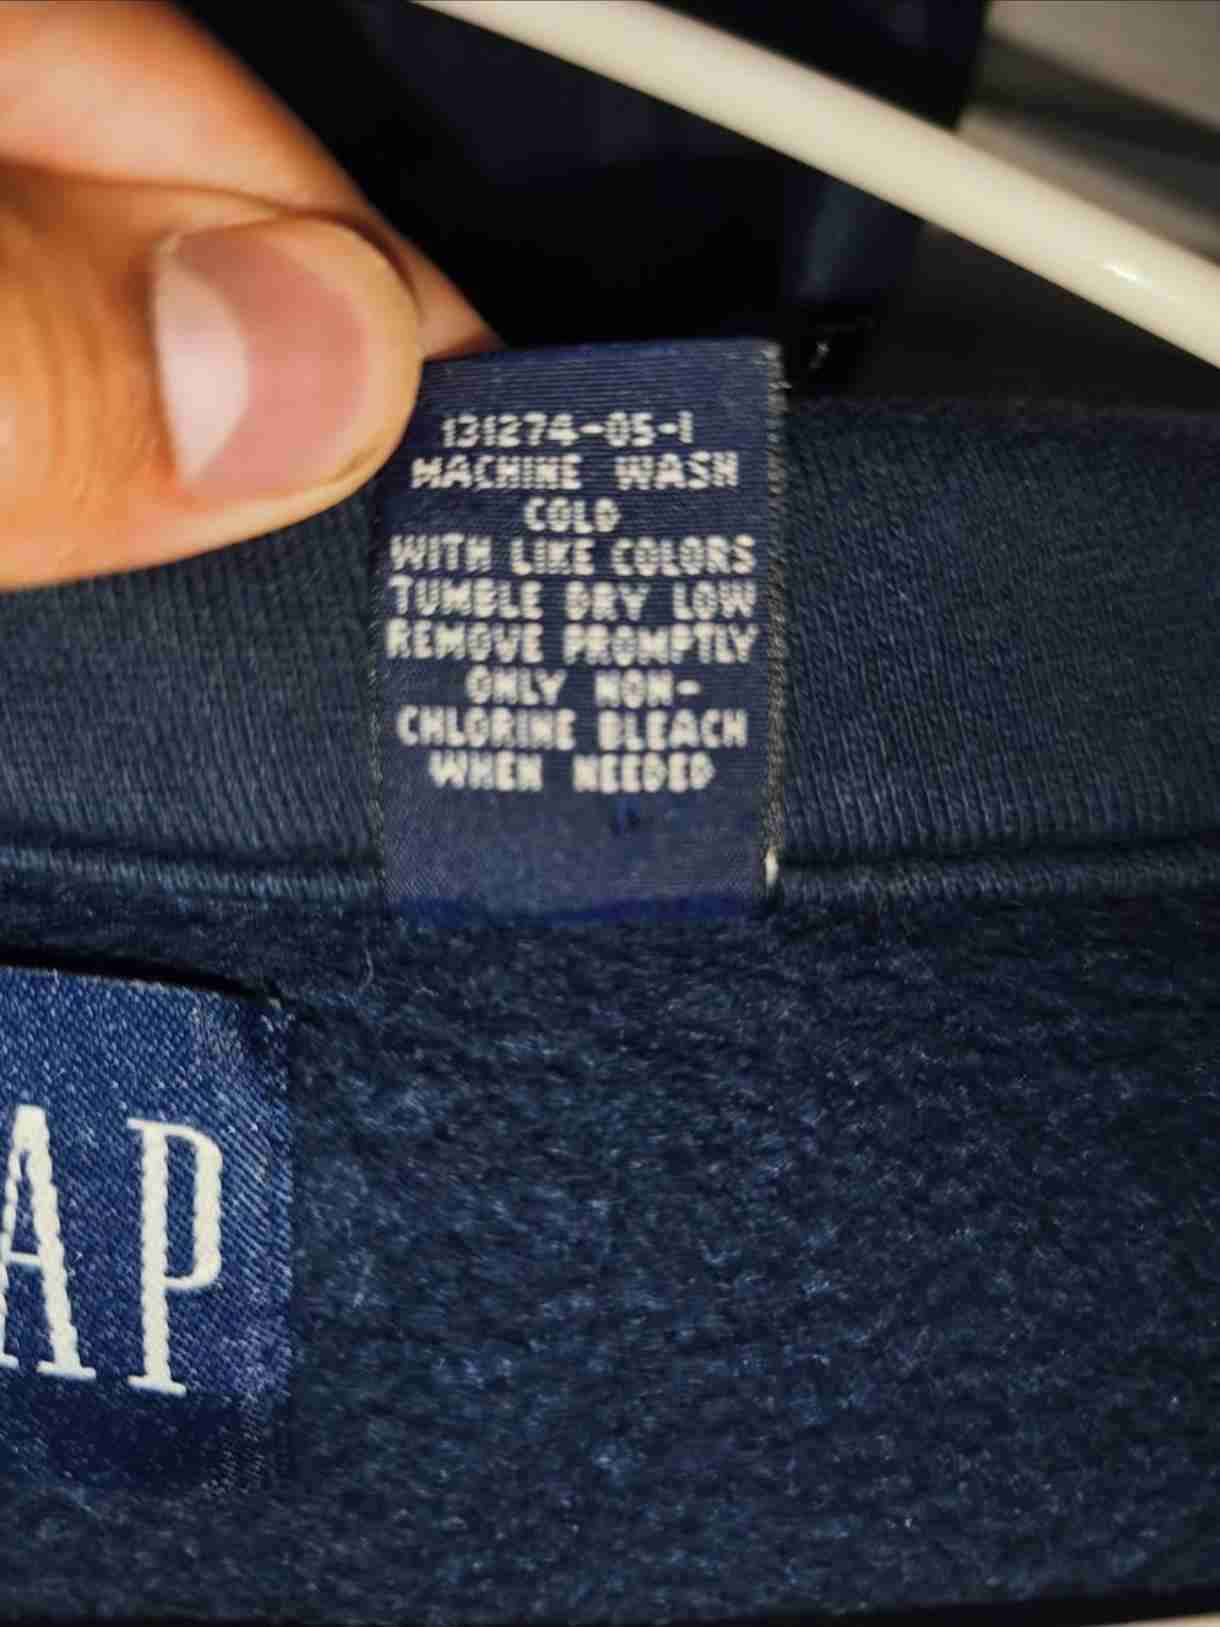 131274-05-1
MACHINE WASH
COLD
WITH LIKE COLORS
TUMBLE DRY LOW
REMOVE PROMPTLY
ONLY NON-
CHLORINE BLEACH
WHEN NEEDED
AP